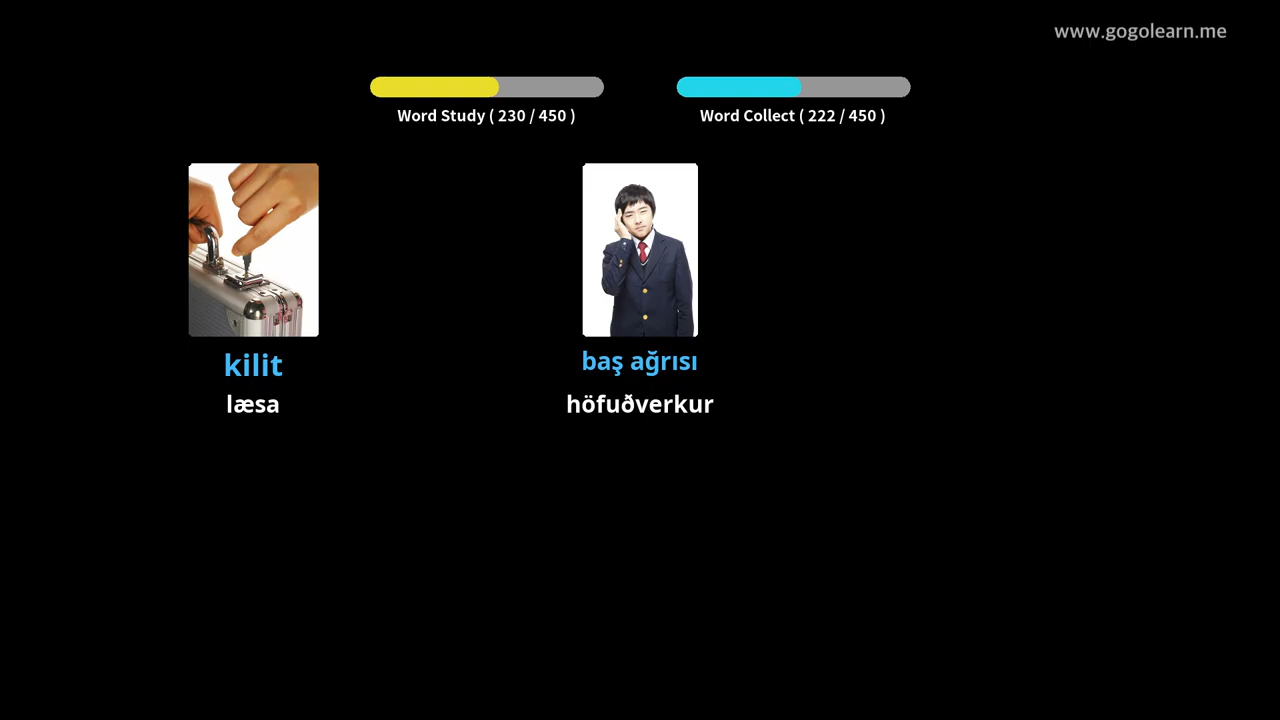 www.gogolearn.me
Word Study ( 230 / 450 )
Word Collect ( 222 / 450 )
kilit
læsa
baş ağrısı
höfuðverkur